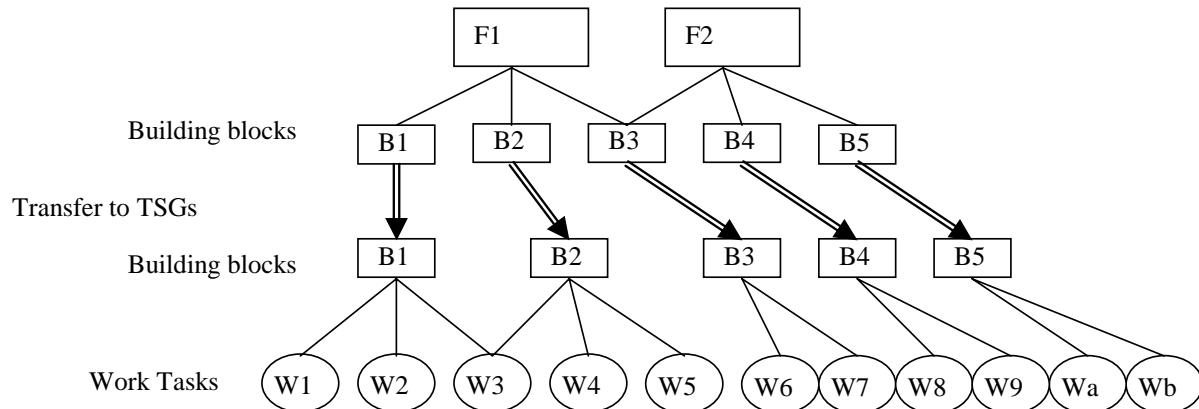 F1 F2
Building blocks B1 B2 B3 B4 B5
Transfer to TSGs
Building blocks B1 B2 B3 B4 B5
Work Tasks W1 W2 W3 W4 W5 W6 W7 W8 W9 Wa Wb